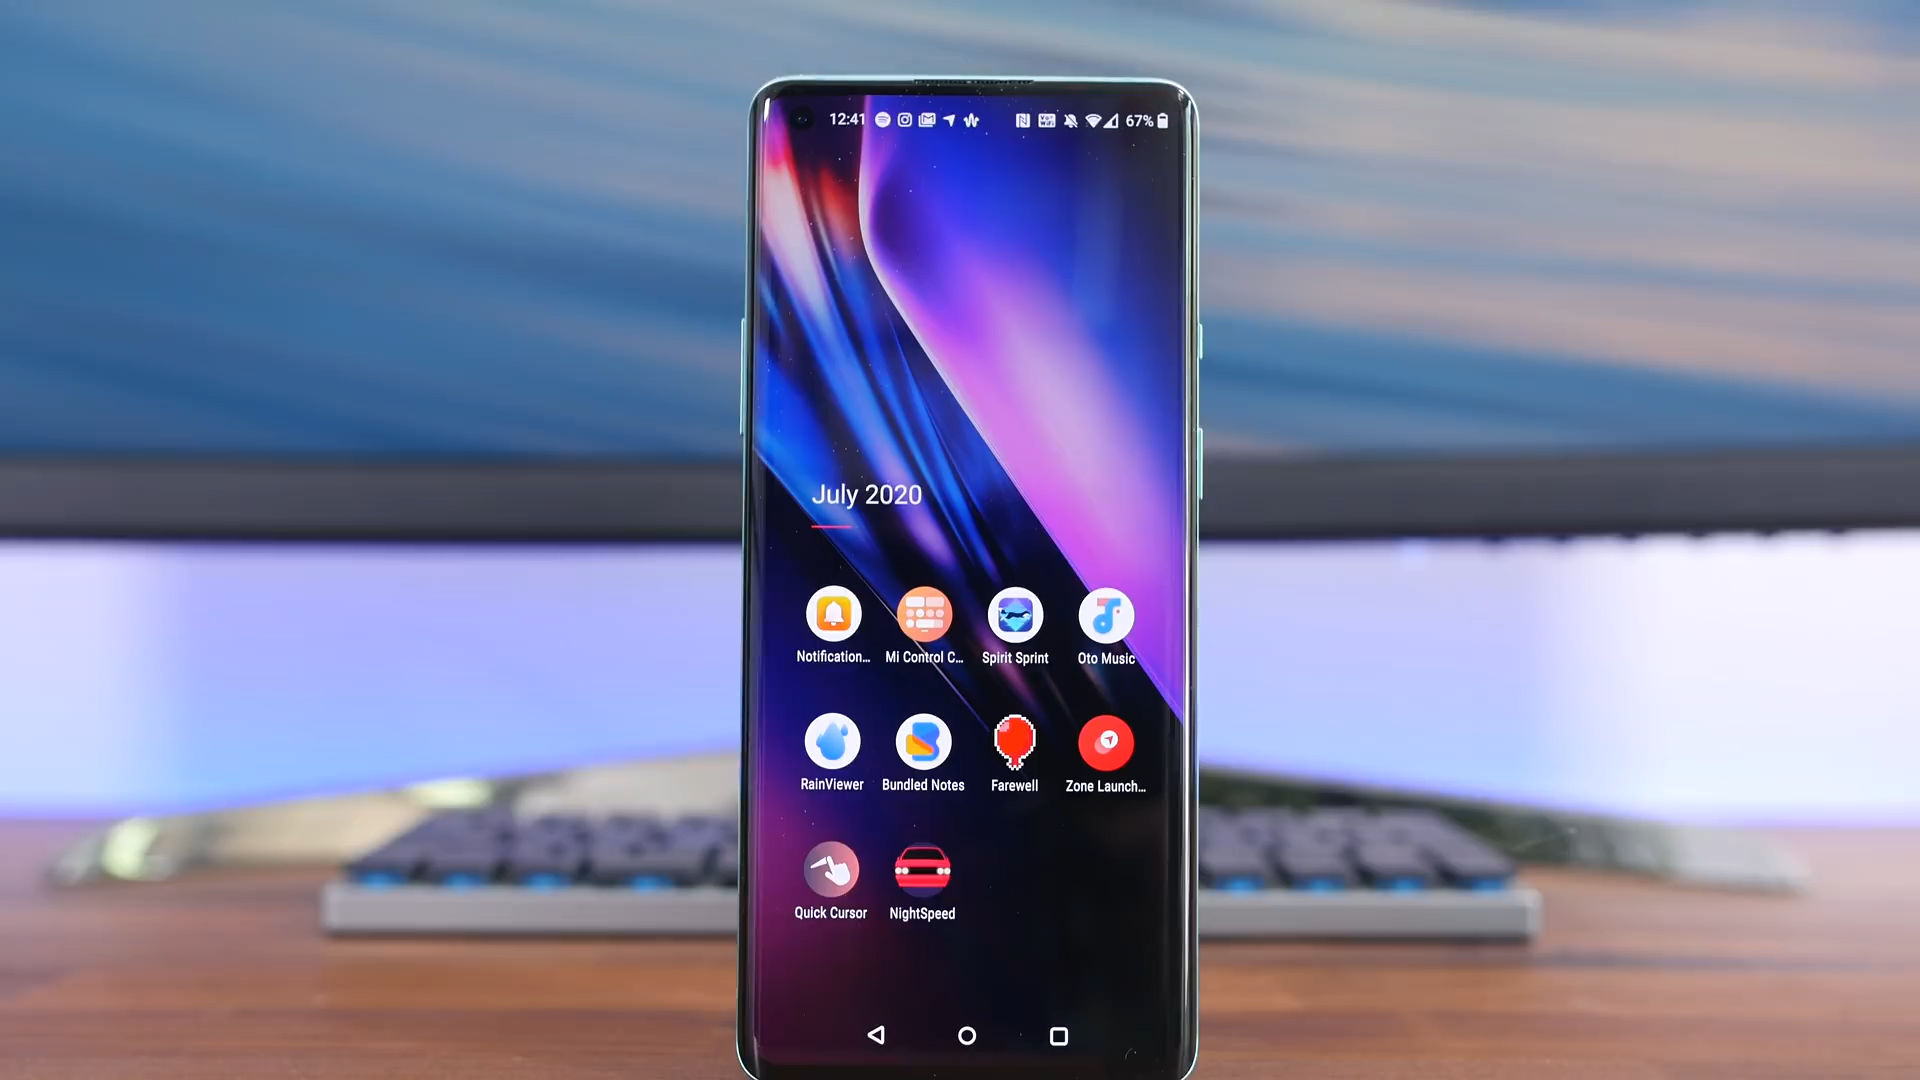 12:41
67%
July 2020
Notification... Mi Control C... Spirit Sprint Oto Music
RainViewer Bundled Notes Farewell Zone Launch...
Quick Cursor NightSpeed